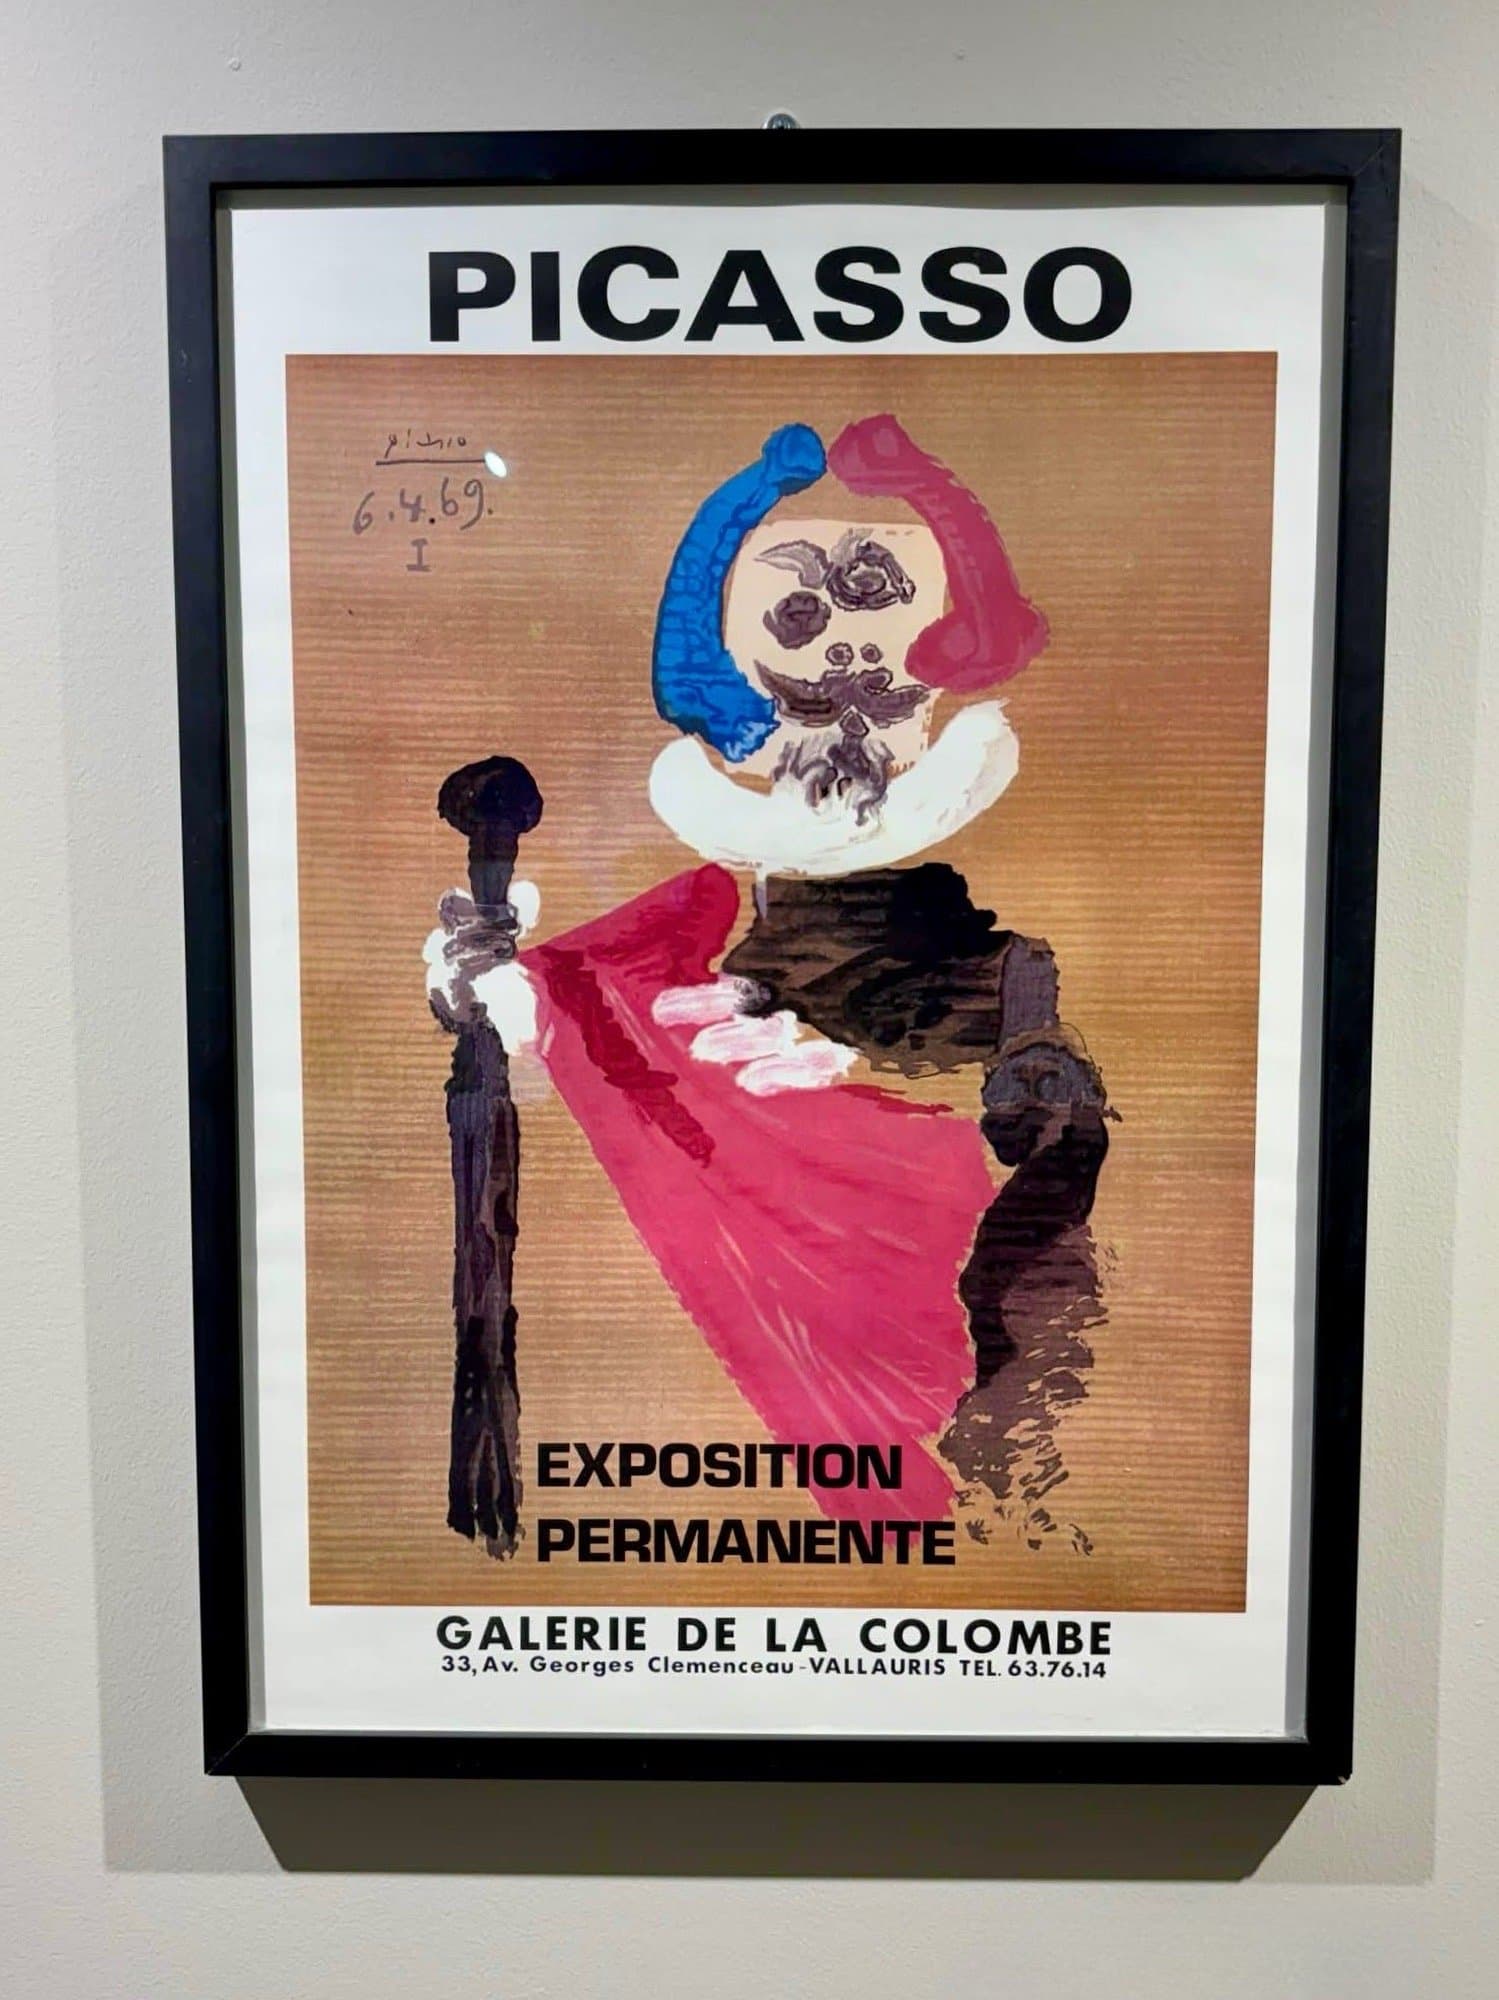 PICASSO
6.4.69.
I
EXPOSITION
PERMANENTE
GALERIE DE LA COLOMBE
33, Av. Georges Clemenceau-VALLAURIS TEL. 63.76.14